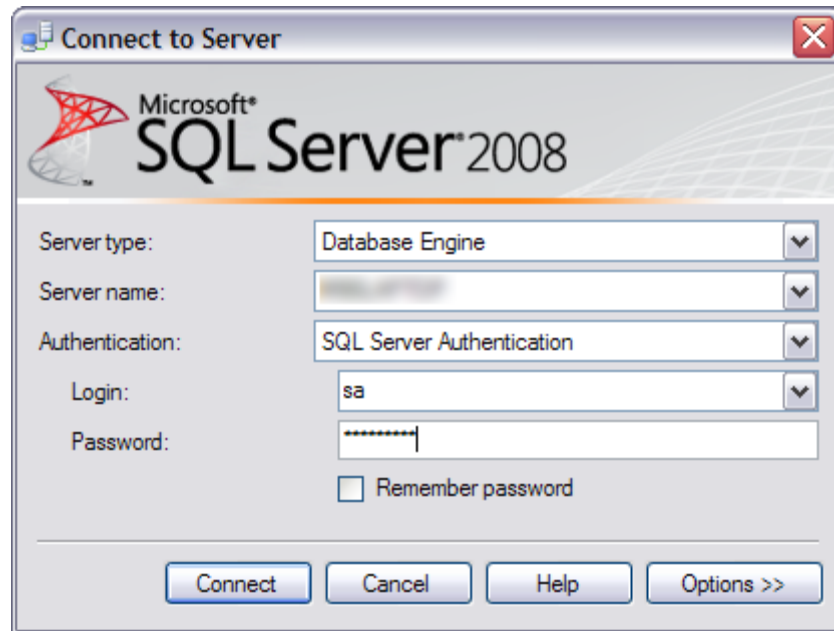 Connect to Server
Microsoft®
SQL Server® 2008
™
Server type: Database Engine
Server name:
Authentication: SQL Server Authentication
Login: sa
Password: *********
Remember password
Connect Cancel Help Options >>